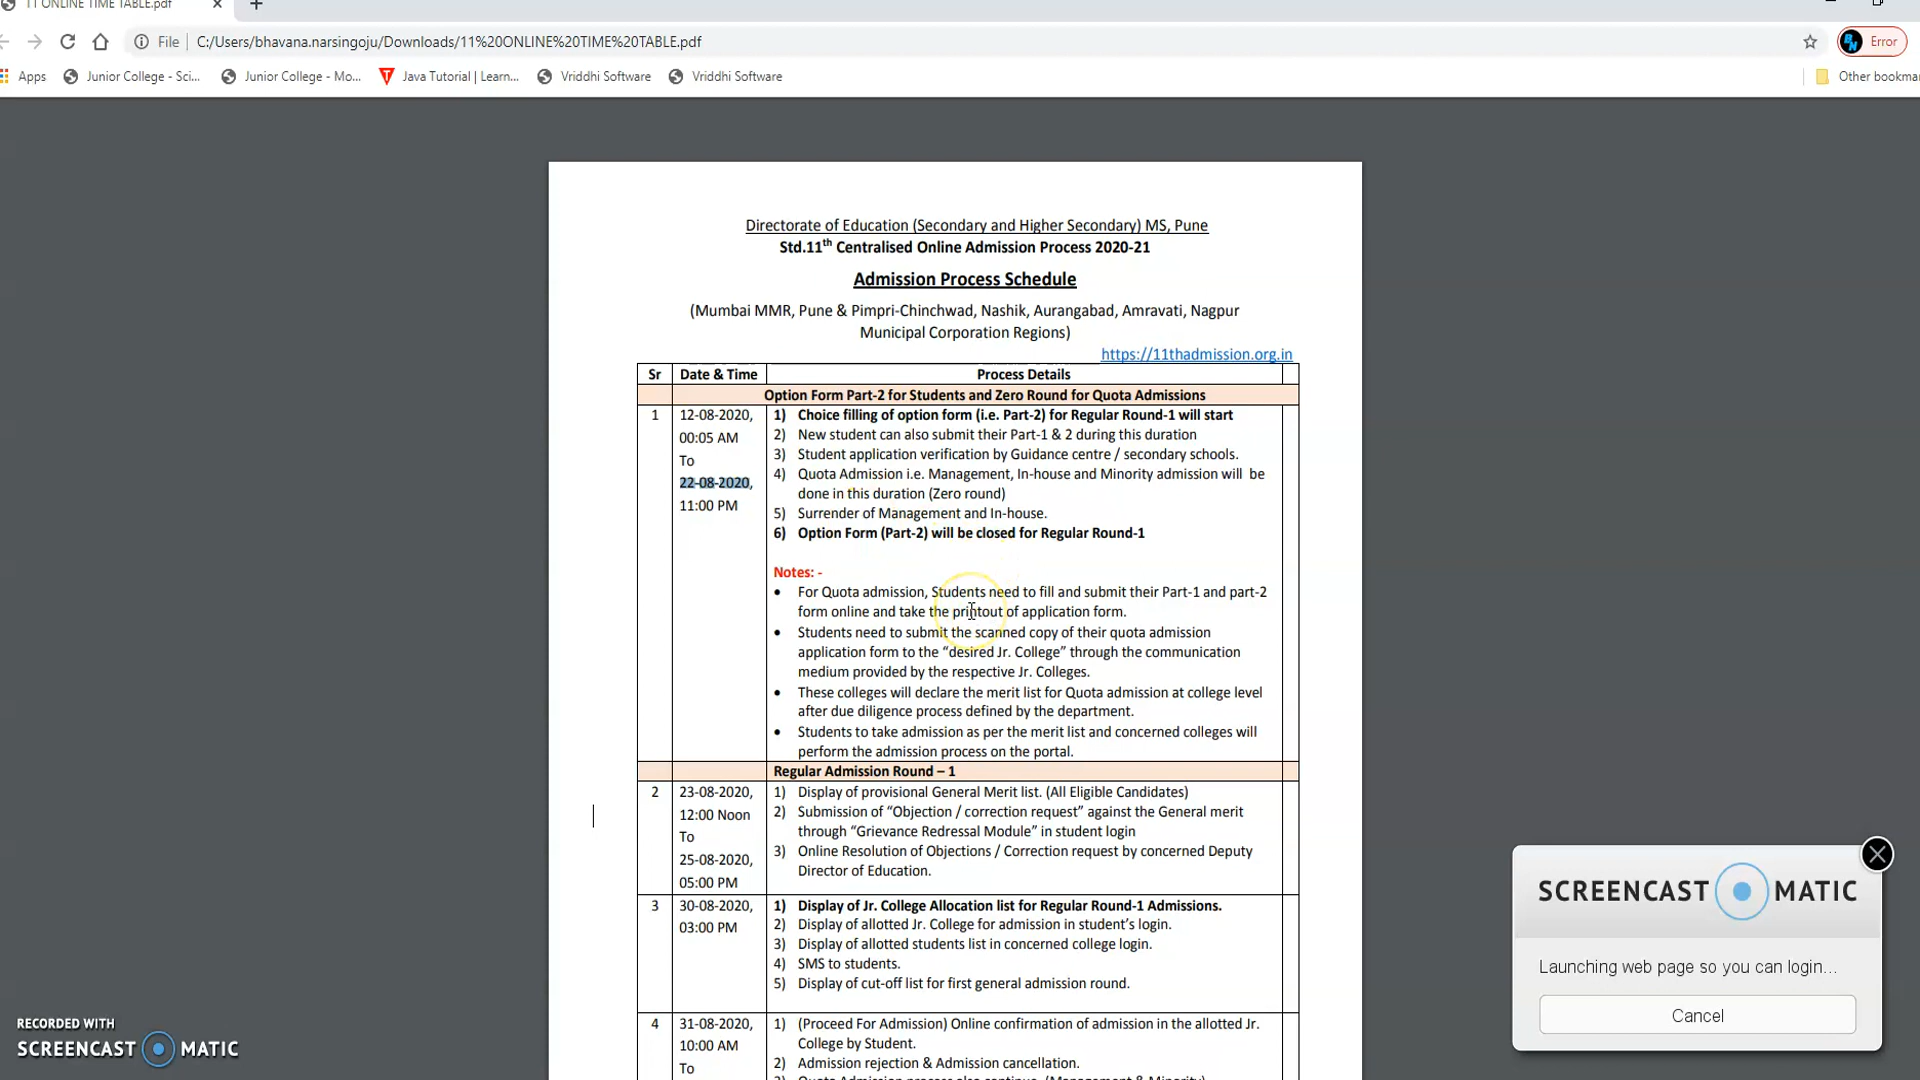 11 ONLINE TIME TABLE.pdf
File
C:/Users/bhavana.narsingoju/Downloads/11%20ONLINE%20TIME%20TABLE.pdf
Error
Apps
Junior College - Sci...
Junior College - Mo...
Java Tutorial | Learn...
Vriddhi Software
Vriddhi Software
Other bookma
Directorate of Education (Secondary and Higher Secondary) MS, Pune
Std.11th Centralised Online Admission Process 2020-21
Admission Process Schedule
(Mumbai MMR, Pune & Pimpri-Chinchwad, Nashik, Aurangabad, Amravati, Nagpur
Municipal Corporation Regions)
https://11thadmission.org.in
Sr Date & Time Process Details
Option Form Part-2 for Students and Zero Round for Quota Admissions
1
12-08-2020,
00:05 AM
To
22-08-2020,
11:00 PM
1) Choice filling of option form (i.e. Part-2) for Regular Round-1 will start
2) New student can also submit their Part-1 & 2 during this duration
3) Student application verification by Guidance centre / secondary schools.
4) Quota Admission i.e. Management, In-house and Minority admission will be
done in this duration (Zero round)
5) Surrender of Management and In-house.
6) Option Form (Part-2) will be closed for Regular Round-1
Notes: -
• For Quota admission, Students need to fill and submit their Part-1 and part-2
form online and take the printout of application form.
• Students need to submit the scanned copy of their quota admission
application form to the “desired Jr. College” through the communication
medium provided by the respective Jr. Colleges.
• These colleges will declare the merit list for Quota admission at college level
after due diligence process defined by the department.
• Students to take admission as per the merit list and concerned colleges will
perform the admission process on the portal.
Regular Admission Round – 1
2
23-08-2020,
12:00 Noon
To
25-08-2020,
05:00 PM
1) Display of provisional General Merit list. (All Eligible Candidates)
2) Submission of “Objection / correction request” against the General merit
through “Grievance Redressal Module” in student login
3) Online Resolution of Objections / Correction request by concerned Deputy
Director of Education.
3
30-08-2020,
03:00 PM
1) Display of Jr. College Allocation list for Regular Round-1 Admissions.
2) Display of allotted Jr. College for admission in student’s login.
3) Display of allotted students list in concerned college login.
4) SMS to students.
5) Display of cut-off list for first general admission round.
4
31-08-2020,
10:00 AM
To
1) (Proceed For Admission) Online confirmation of admission in the allotted Jr.
College by Student.
2) Admission rejection & Admission cancellation.
SCREENCAST MATIC
Launching web page so you can login...
Cancel
RECORDED WITH
SCREENCAST MATIC